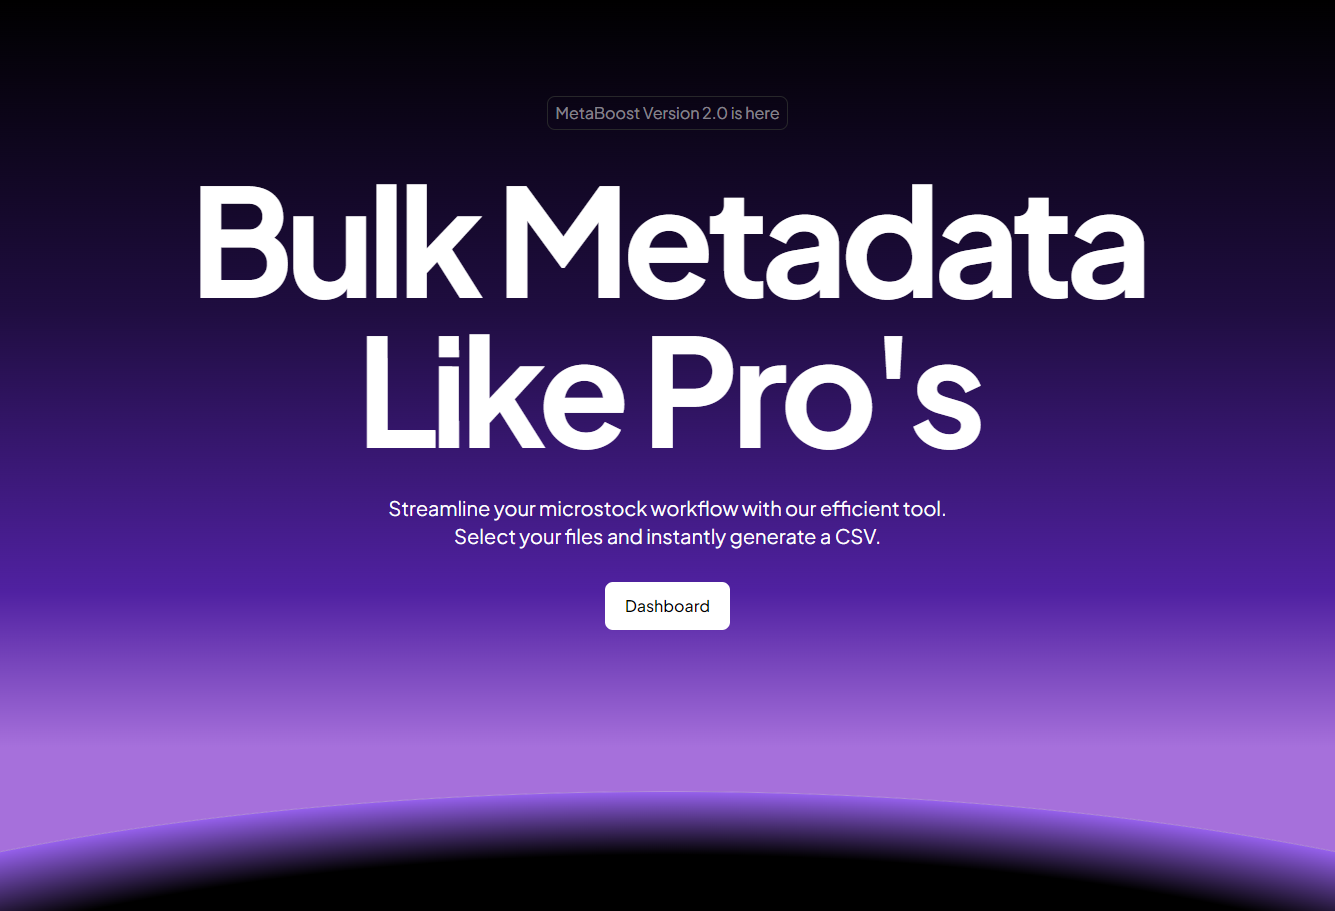 MetaBoost Version 2.0 is here
Bulk Metadata
Like Pro's
Streamline your microstock workflow with our efficient tool.
Select your files and instantly generate a CSV.
Dashboard